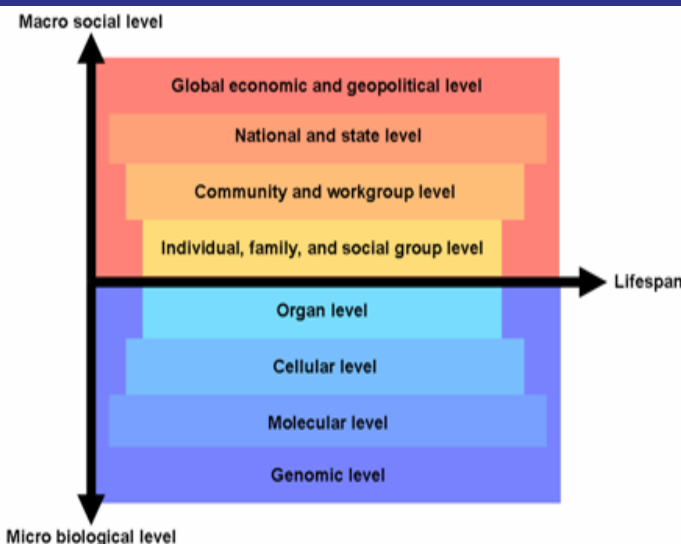 Macro social level
Global economic and geopolitical level
National and state level
Community and workgroup level
Individual, family, and social group level
Lifespan
Organ level
Cellular level
Molecular level
Genomic level
Micro biological level